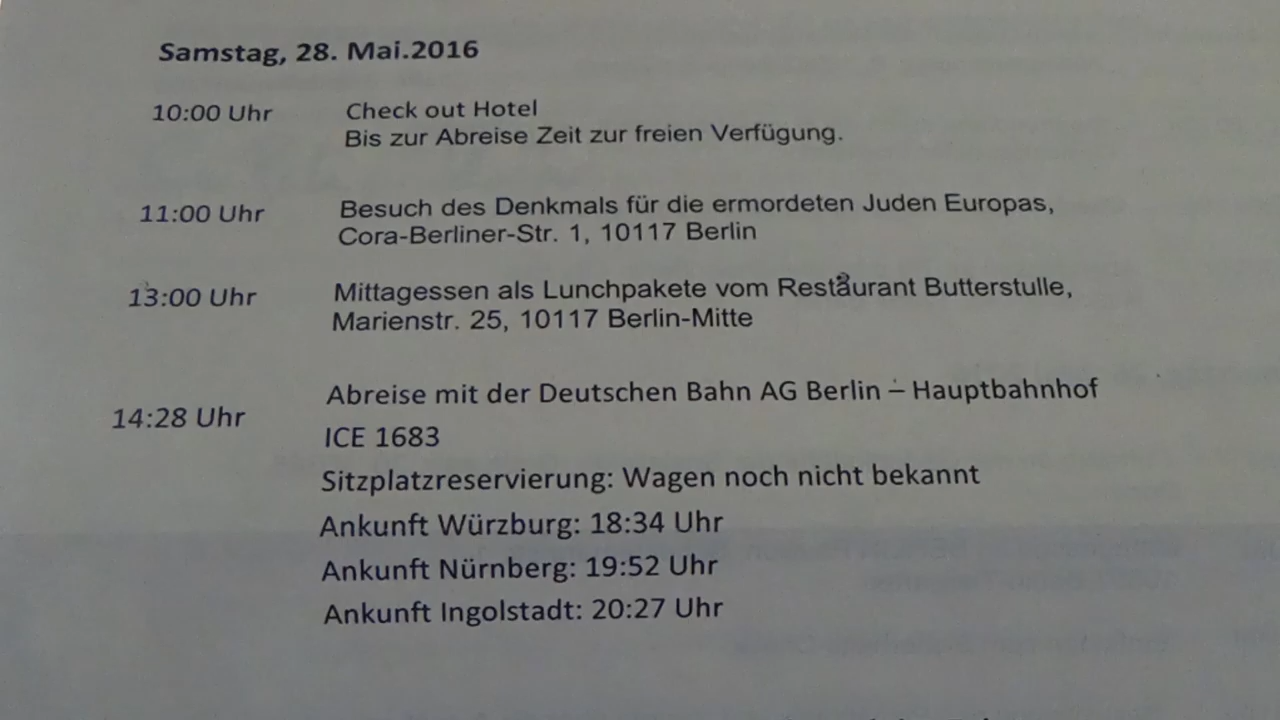 Samstag, 28. Mai.2016
10:00 Uhr Check out Hotel
Bis zur Abreise Zeit zur freien Verfügung.
11:00 Uhr Besuch des Denkmals für die ermordeten Juden Europas,
Cora-Berliner-Str. 1, 10117 Berlin
13:00 Uhr Mittagessen als Lunchpakete vom Restaurant Butterstulle,
Marienstr. 25, 10117 Berlin-Mitte
14:28 Uhr Abreise mit der Deutschen Bahn AG Berlin – Hauptbahnhof
ICE 1683
Sitzplatzreservierung: Wagen noch nicht bekannt
Ankunft Würzburg: 18:34 Uhr
Ankunft Nürnberg: 19:52 Uhr
Ankunft Ingolstadt: 20:27 Uhr